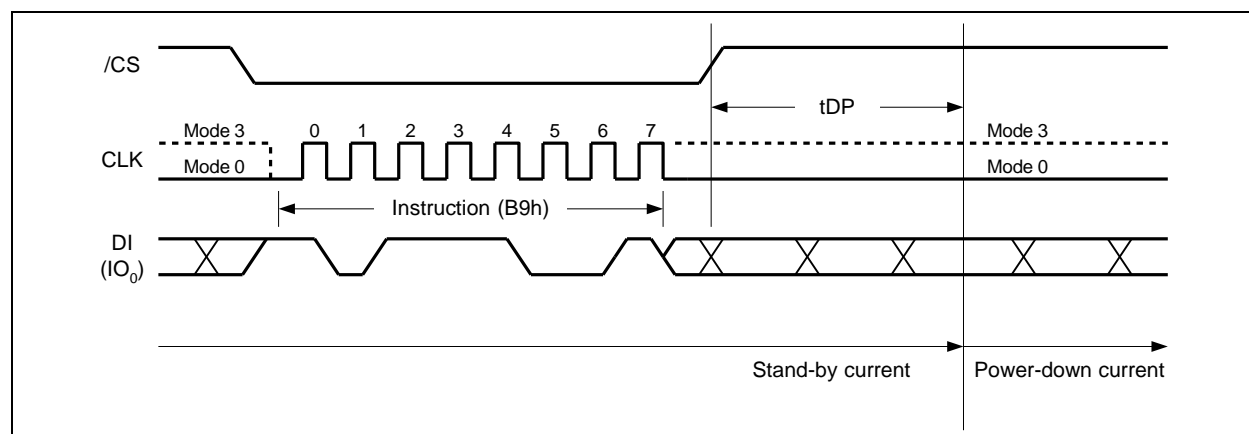 /CS
tDP
Mode 3 0 1 2 3 4 5 6 7 Mode 3
CLK
Mode 0 Mode 0
Instruction (B9h)
DI
(IO0)
Stand-by current Power-down current